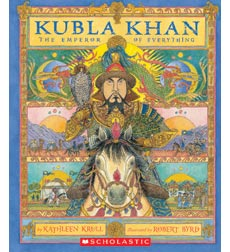 KUBLA KHAN
THE EMPEROR OF EVERYTHING
by KATHLEEN KRULL illustrated by ROBERT BYRD
SCHOLASTIC